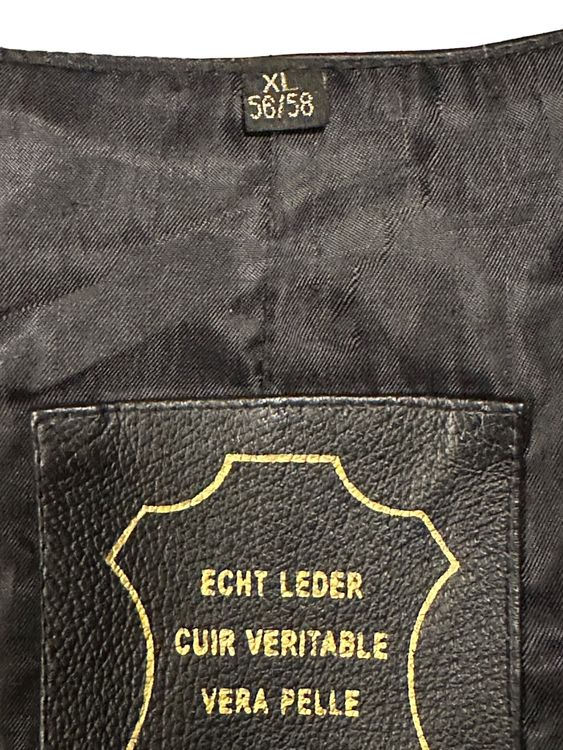 XL
56/58
ECHT LEDER
CUIR VERITABLE
VERA PELLE